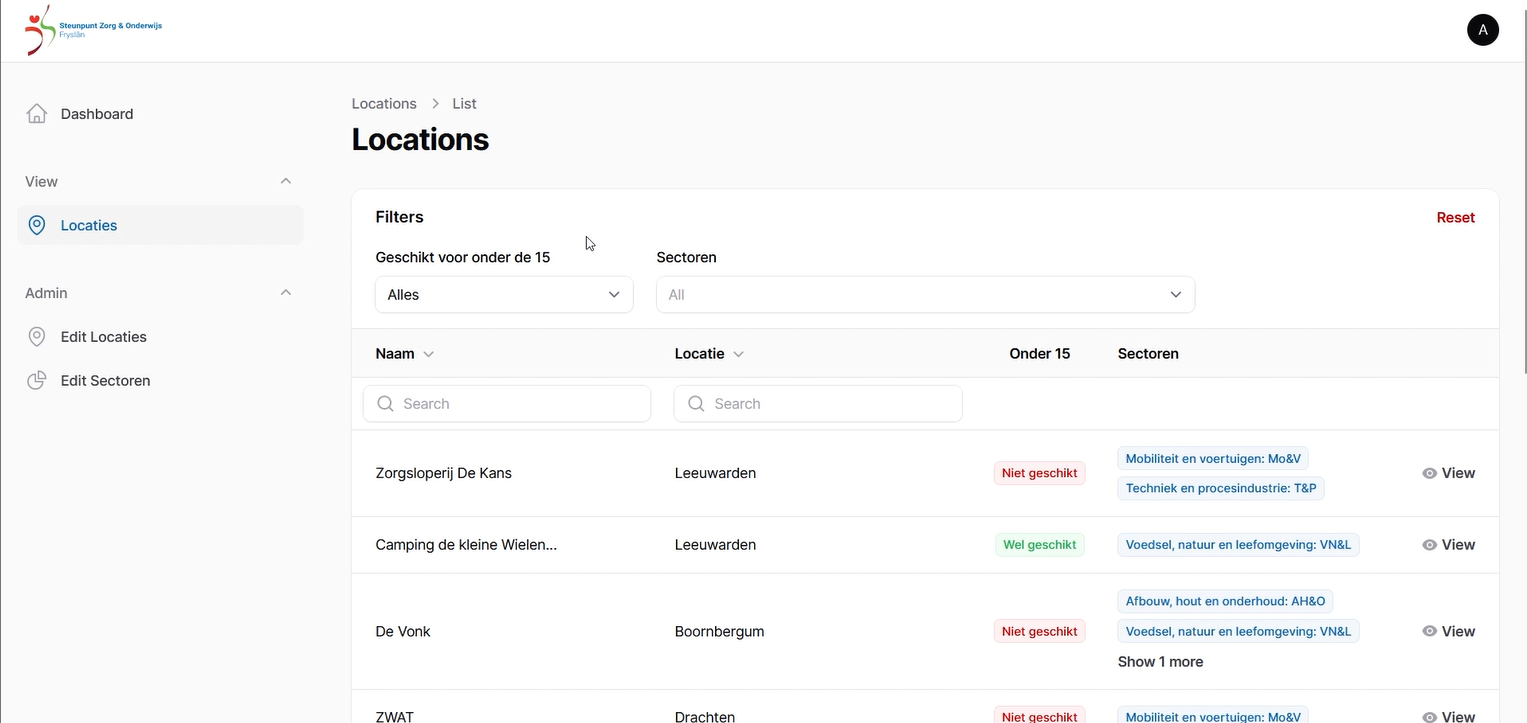 Steunpunt Zorg & Onderwijs
Fryslân
A
Dashboard
View
Locaties
Admin
Edit Locaties
Edit Sectoren
Locations > List
Locations
Filters
Reset
Geschikt voor onder de 15 Sectoren
Alles All
Naam Locatie Onder 15 Sectoren
Search Search
Zorgsloperij De Kans Leeuwarden Niet geschikt Mobiliteit en voertuigen: Mo&V View
Techniek en procesindustrie: T&P
Camping de kleine Wielen... Leeuwarden Wel geschikt Voedsel, natuur en leefomgeving: VN&L View
Afbouw, hout en onderhoud: AH&O
De Vonk Boornbergum Niet geschikt Voedsel, natuur en leefomgeving: VN&L View
Show 1 more
ZWAT Drachten Niet geschikt Mobiliteit en voertuigen: Mo&V View